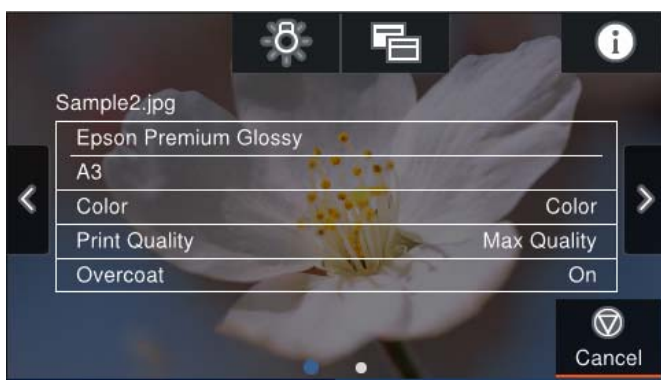 Sample2.jpg
Epson Premium Glossy
A3
Color Color
Print Quality Max Quality
Overcoat On
Cancel